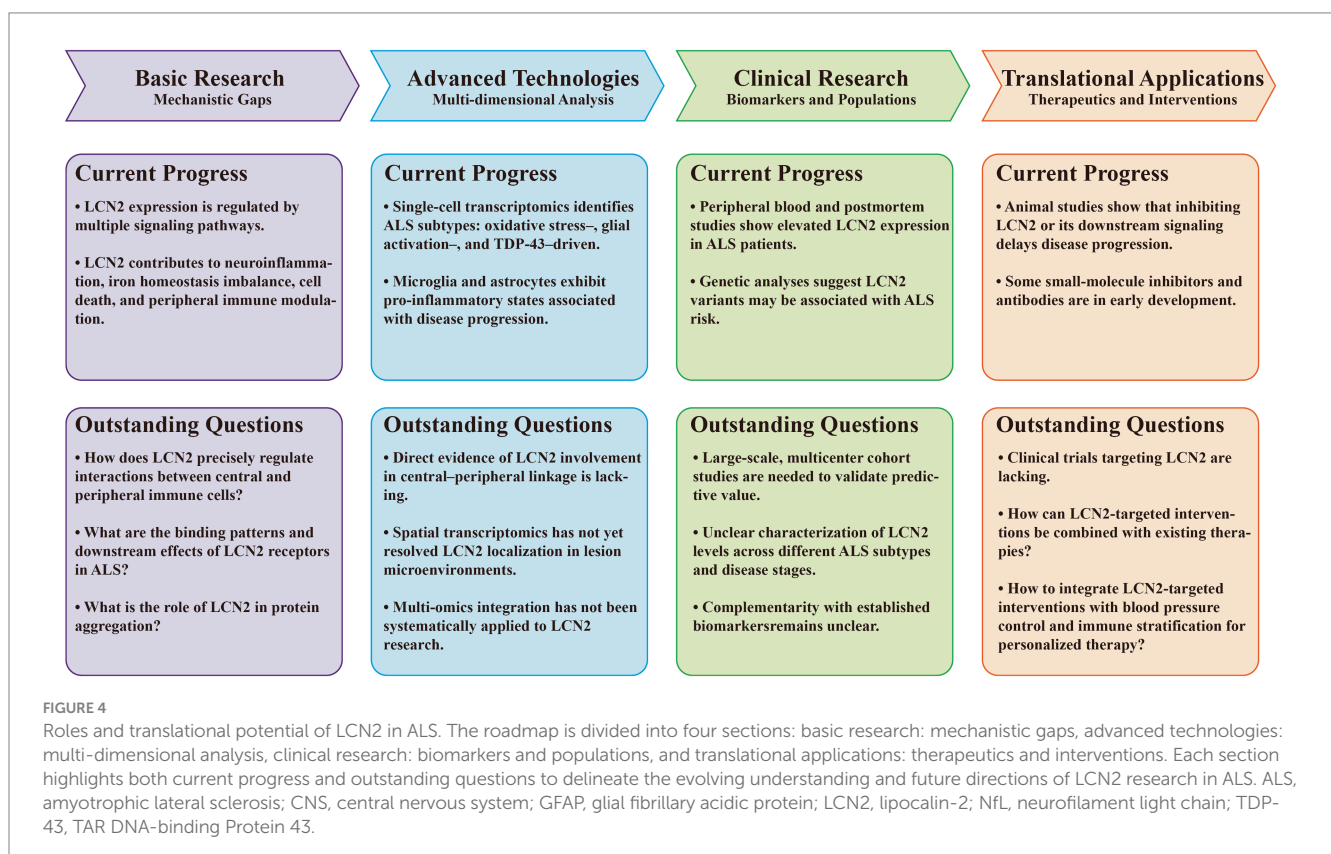 Basic Research
Mechanistic Gaps
Advanced Technologies
Multi-dimensional Analysis
Clinical Research
Biomarkers and Populations
Translational Applications
Therapeutics and Interventions
Current Progress
• LCN2 expression is regulated by
multiple signaling pathways.
• LCN2 contributes to neuroinflamma-
tion, iron homeostasis imbalance, cell
death, and peripheral immune modula-
tion.
Current Progress
• Single-cell transcriptomics identifies
ALS subtypes: oxidative stress–, glial
activation–, and TDP-43–driven.
• Microglia and astrocytes exhibit
pro-inflammatory states associated
with disease progression.
Current Progress
• Peripheral blood and postmortem
studies show elevated LCN2 expression
in ALS patients.
• Genetic analyses suggest LCN2
variants may be associated with ALS
risk.
Current Progress
• Animal studies show that inhibiting
LCN2 or its downstream signaling
delays disease progression.
• Some small-molecule inhibitors and
antibodies are in early development.
Outstanding Questions
• How does LCN2 precisely regulate
interactions between central and
peripheral immune cells?
• What are the binding patterns and
downstream effects of LCN2 receptors
in ALS?
• What is the role of LCN2 in protein
aggregation?
Outstanding Questions
• Direct evidence of LCN2 involvement
in central–peripheral linkage is lack-
ing.
• Spatial transcriptomics has not yet
resolved LCN2 localization in lesion
microenvironments.
• Multi-omics integration has not been
systematically applied to LCN2
research.
Outstanding Questions
• Large-scale, multicenter cohort
studies are needed to validate predic-
tive value.
• Unclear characterization of LCN2
levels across different ALS subtypes
and disease stages.
• Complementarity with established
biomarkersremains unclear.
Outstanding Questions
• Clinical trials targeting LCN2 are
lacking.
• How can LCN2-targeted interven-
tions be combined with existing thera-
pies?
• How to integrate LCN2-targeted
interventions with blood pressure
control and immune stratification for
personalized therapy?
FIGURE 4
Roles and translational potential of LCN2 in ALS. The roadmap is divided into four sections: basic research: mechanistic gaps, advanced technologies:
multi-dimensional analysis, clinical research: biomarkers and populations, and translational applications: therapeutics and interventions. Each section
highlights both current progress and outstanding questions to delineate the evolving understanding and future directions of LCN2 research in ALS. ALS,
amyotrophic lateral sclerosis; CNS, central nervous system; GFAP, glial fibrillary acidic protein; LCN2, lipocalin-2; NfL, neurofilament light chain; TDP-
43, TAR DNA-binding Protein 43.